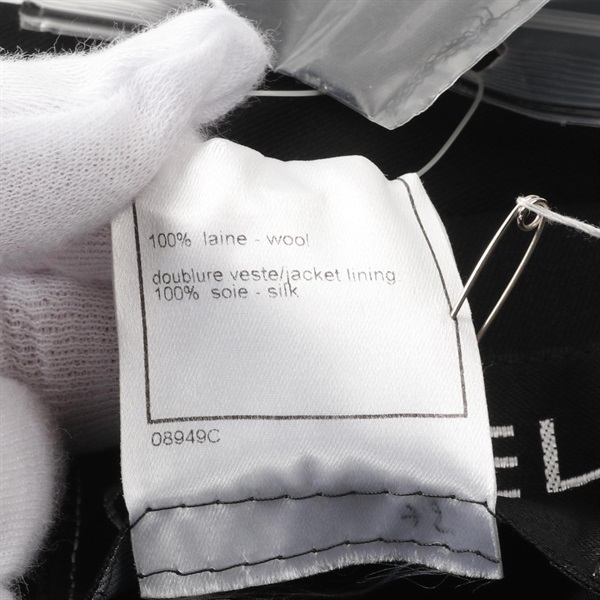 100% laine - wool
doublure veste/jacket lining
100% soie - silk
08949C
EL